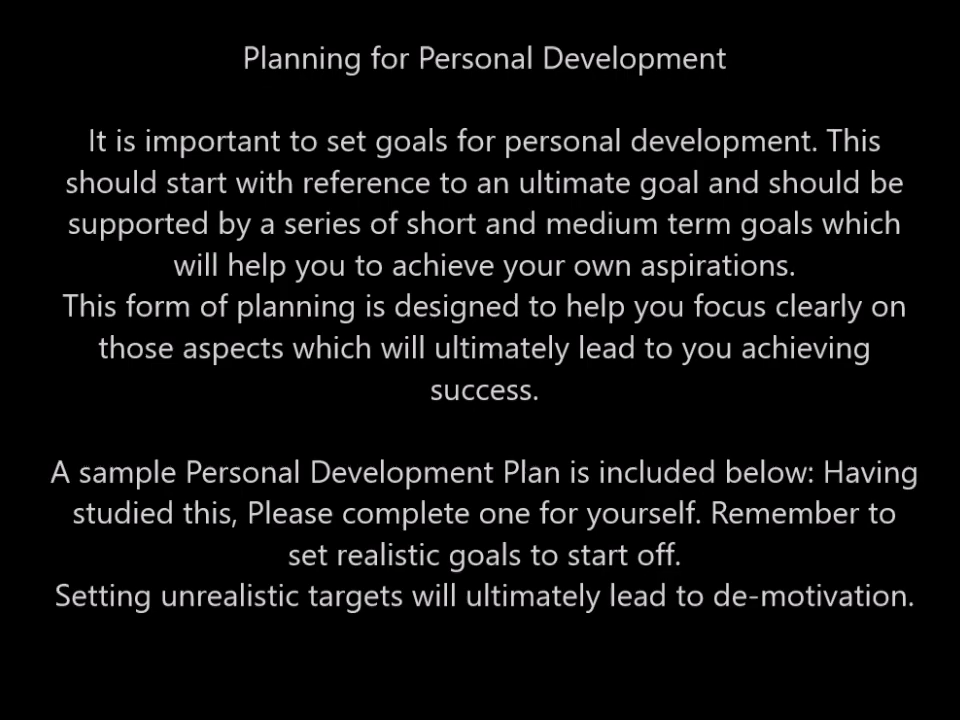 Planning for Personal Development
It is important to set goals for personal development. This
should start with reference to an ultimate goal and should be
supported by a series of short and medium term goals which
will help you to achieve your own aspirations.
This form of planning is designed to help you focus clearly on
those aspects which will ultimately lead to you achieving
success.
A sample Personal Development Plan is included below: Having
studied this, Please complete one for yourself. Remember to
set realistic goals to start off.
Setting unrealistic targets will ultimately lead to de-motivation.